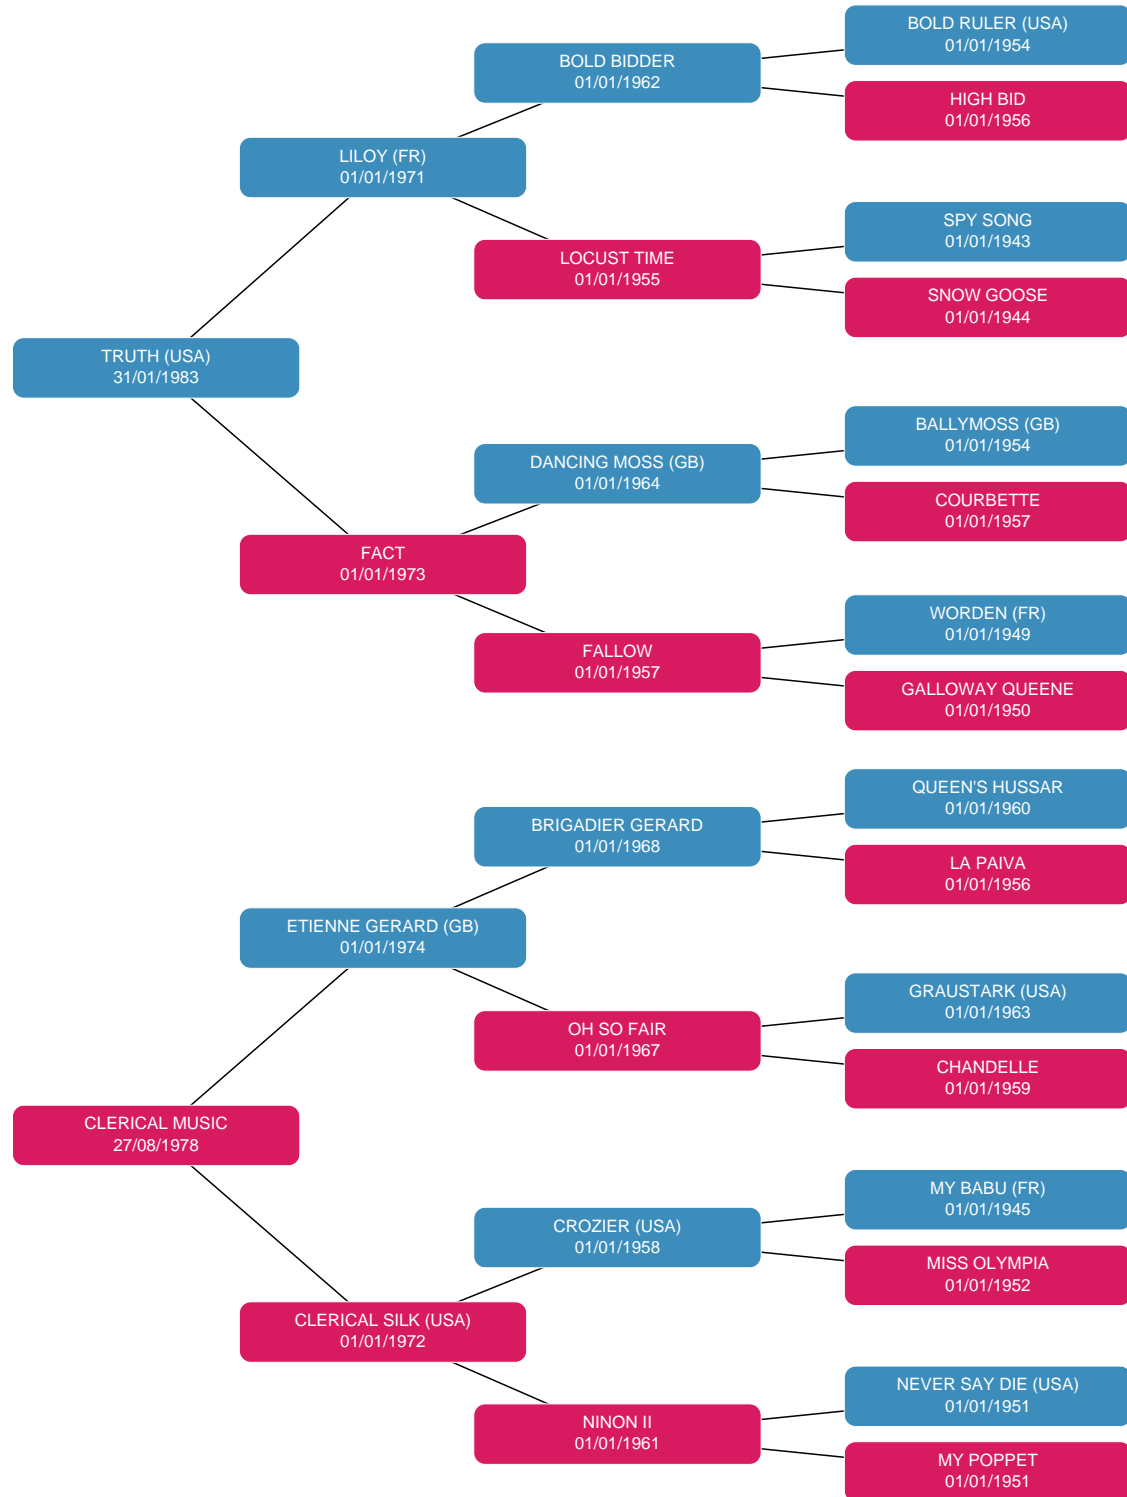 BOLD RULER (USA)
01/01/1954
BOLD BIDDER
01/01/1962
HIGH BID
01/01/1956
LILOY (FR)
01/01/1971
SPY SONG
01/01/1943
LOCUST TIME
01/01/1955
SNOW GOOSE
01/01/1944
TRUTH (USA)
31/01/1983
BALLYMOSS (GB)
01/01/1954
DANCING MOSS (GB)
01/01/1964
COURBETTE
01/01/1957
FACT
01/01/1973
WORDEN (FR)
01/01/1949
FALLOW
01/01/1957
GALLOWAY QUEENE
01/01/1950
QUEEN'S HUSSAR
01/01/1960
BRIGADIER GERARD
01/01/1968
LA PAIVA
01/01/1956
ETIENNE GERARD (GB)
01/01/1974
GRAUSTARK (USA)
01/01/1963
OH SO FAIR
01/01/1967
CHANDELLE
01/01/1959
CLERICAL MUSIC
27/08/1978
MY BABU (FR)
01/01/1945
CROZIER (USA)
01/01/1958
MISS OLYMPIA
01/01/1952
CLERICAL SILK (USA)
01/01/1972
NEVER SAY DIE (USA)
01/01/1951
NINON II
01/01/1961
MY POPPET
01/01/1951